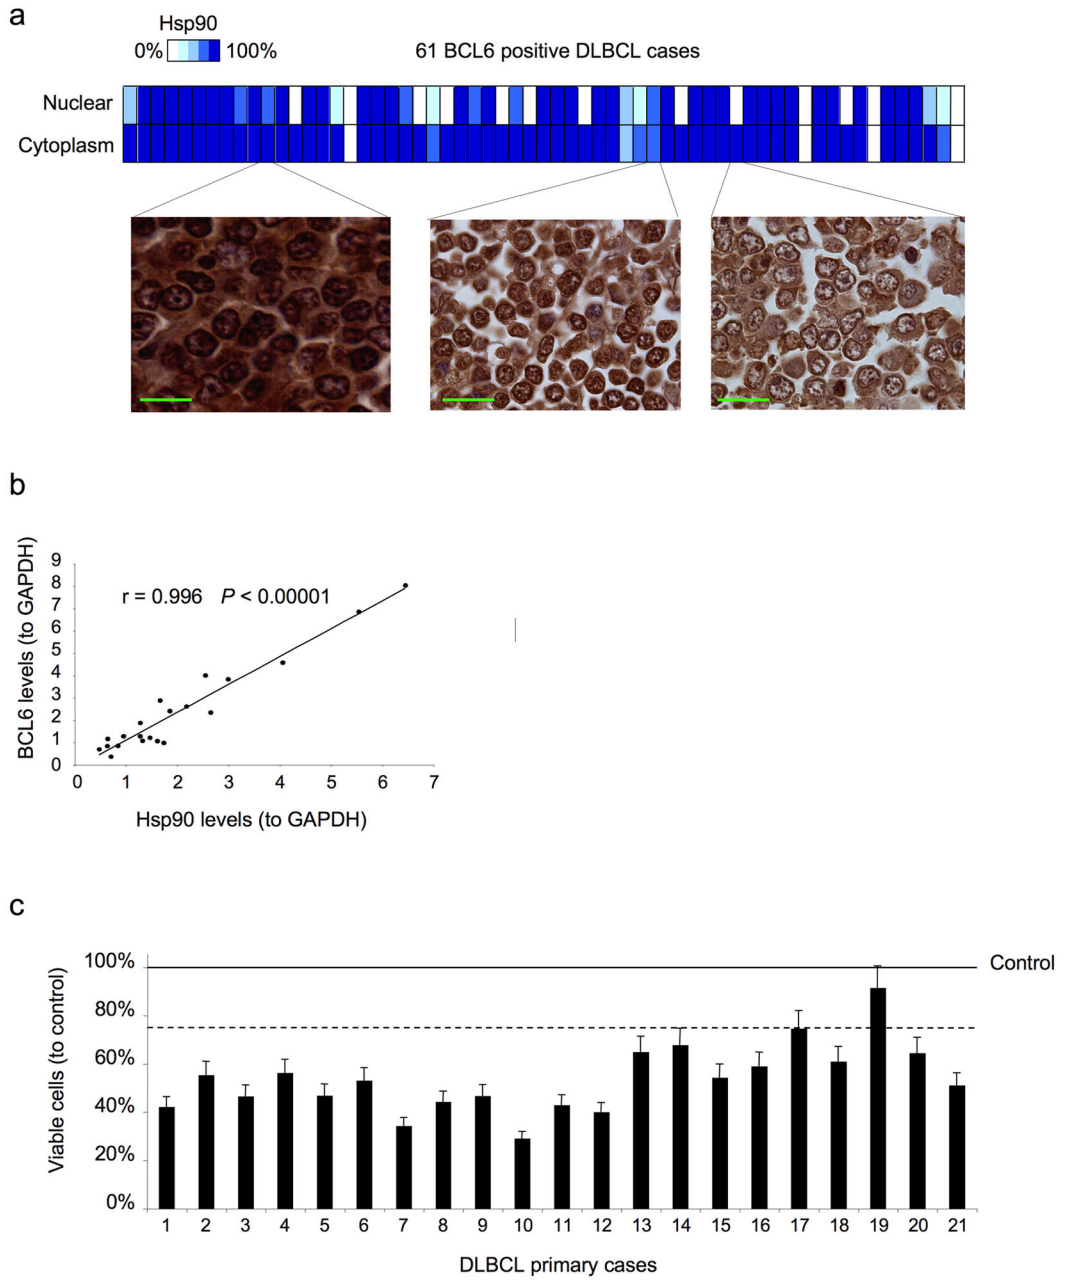 a
Hsp90
0% 100% 61 BCL6 positive DLBCL cases
Nuclear
Cytoplasm
b
BCL6 levels (to GAPDH)
9
8
7
6
5
4
3
2
1
0
r = 0.996 P < 0.00001
0 1 2 3 4 5 6 7
Hsp90 levels (to GAPDH)
c
Viable cells (to control)
100%
80%
60%
40%
20%
0%
Control
1 2 3 4 5 6 7 8 9 10 11 12 13 14 15 16 17 18 19 20 21
DLBCL primary cases